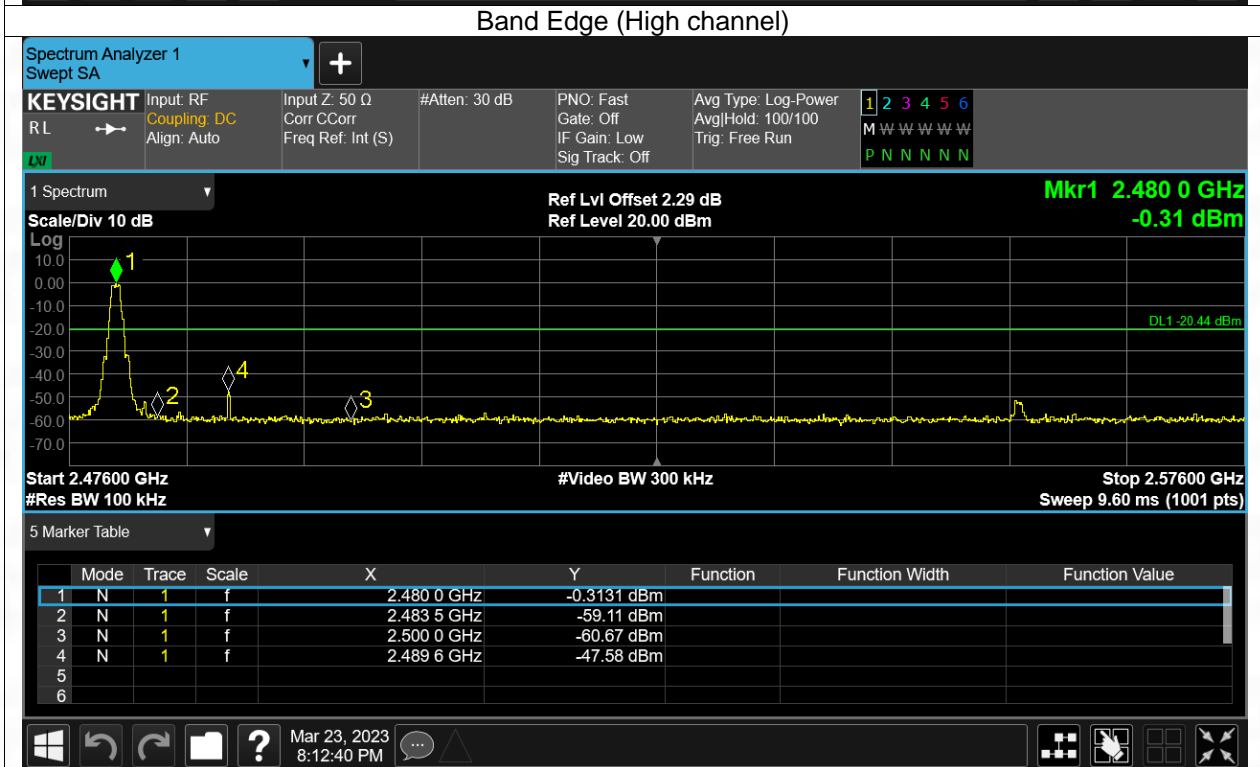 Band Edge (High channel)
Spectrum Analyzer 1
Swept SA
+
KEYSIGHT Input: RF Input Z: 50 Ω #Atten: 30 dB PNO: Fast Avg Type: Log-Power 1 2 3 4 5 6
RL Coupling: DC Corr CCorr Gate: Off Avg|Hold: 100/100 M W W W W W
Align: Auto Freq Ref: Int (S) IF Gain: Low Trig: Free Run
LXI Sig Track: Off P N N N N N
1 Spectrum Ref Lvl Offset 2.29 dB Mkr1 2.480 0 GHz
Scale/Div 10 dB Ref Level 20.00 dBm -0.31 dBm
Log
10.0 1
0.00
-10.0
-20.0 DL1 -20.44 dBm
-30.0
-40.0 4
-50.0 2 3
-60.0
-70.0
Start 2.47600 GHz #Video BW 300 kHz Stop 2.57600 GHz
#Res BW 100 kHz Sweep 9.60 ms (1001 pts)
5 Marker Table
Mode Trace Scale X Y Function Function Width Function Value
1 N 1 f 2.480 0 GHz -0.3131 dBm
2 N 1 f 2.483 5 GHz -59.11 dBm
3 N 1 f 2.500 0 GHz -60.67 dBm
4 N 1 f 2.489 6 GHz -47.58 dBm
5
6
? Mar 23, 2023
8:12:40 PM